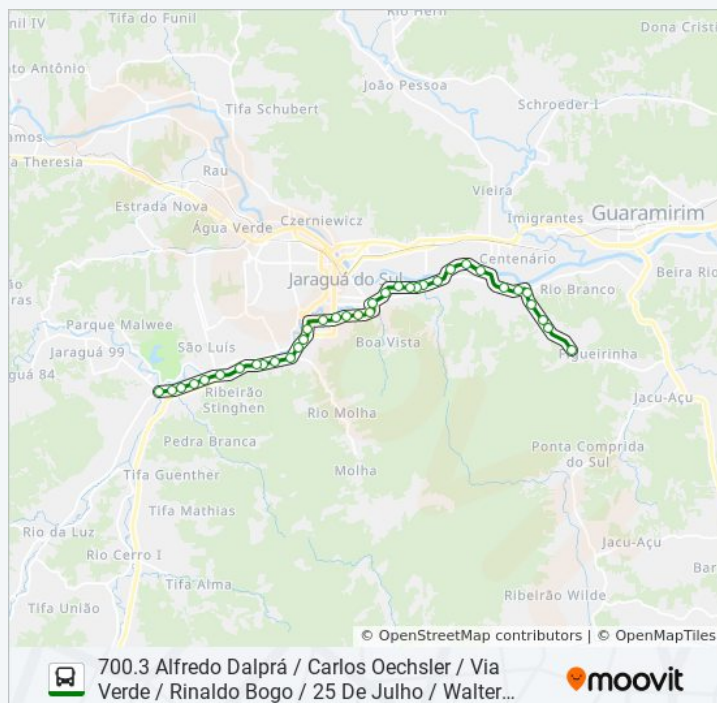 nil IV
Tifa do Funil
Rio Hern
Dona Cristi
João Pessoa
Schroeder I
Tifa Schubert
ato Antônio
amos
a Theresia
Rau
Vieira
Estrada Nova
Czerniewicz
Imigrantes
Guaramirim
Água Verde
Centenário
Jaraguá do Sul
Beira Rio
Rio Branco
Parque Malwee
São Luís
Boa Vista
Jaraguá 99
Figueirinha
guá 84
Ribeirão
Stinghen
Rio Molha
Jacu-Açu
Pedra Branca
Ponta Comprida
do Sul
Molha
Tifa Guenther
Tifa Mathias
Rio da Luz
Jacu-Açu
Rio Cerro I
Bar
Tifa Alma
Ribeirão Wilde
Tifa União
© OpenStreetMap contributors | © OpenMapTiles
700.3 Alfredo Dalprá / Carlos Oechsler / Via
Verde / Rinaldo Bogo / 25 De Julho / Walter…
moovit